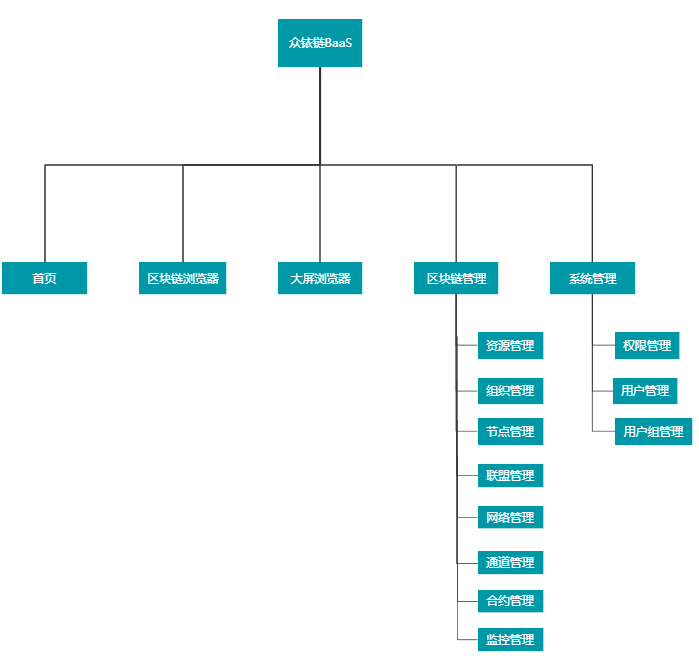 众铱链BaaS
首页
区块链浏览器
大屏浏览器
区块链管理
系统管理
资源管理
组织管理
节点管理
联盟管理
网络管理
通道管理
合约管理
监控管理
权限管理
用户管理
用户组管理